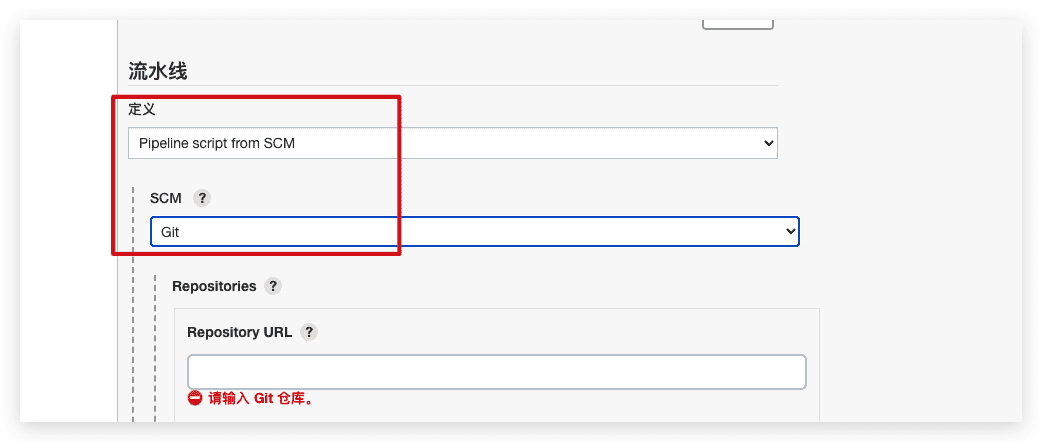 流水线
定义
Pipeline script from SCM
SCM ?
Git
Repositories ?
Repository URL ?
请输入 Git 仓库。